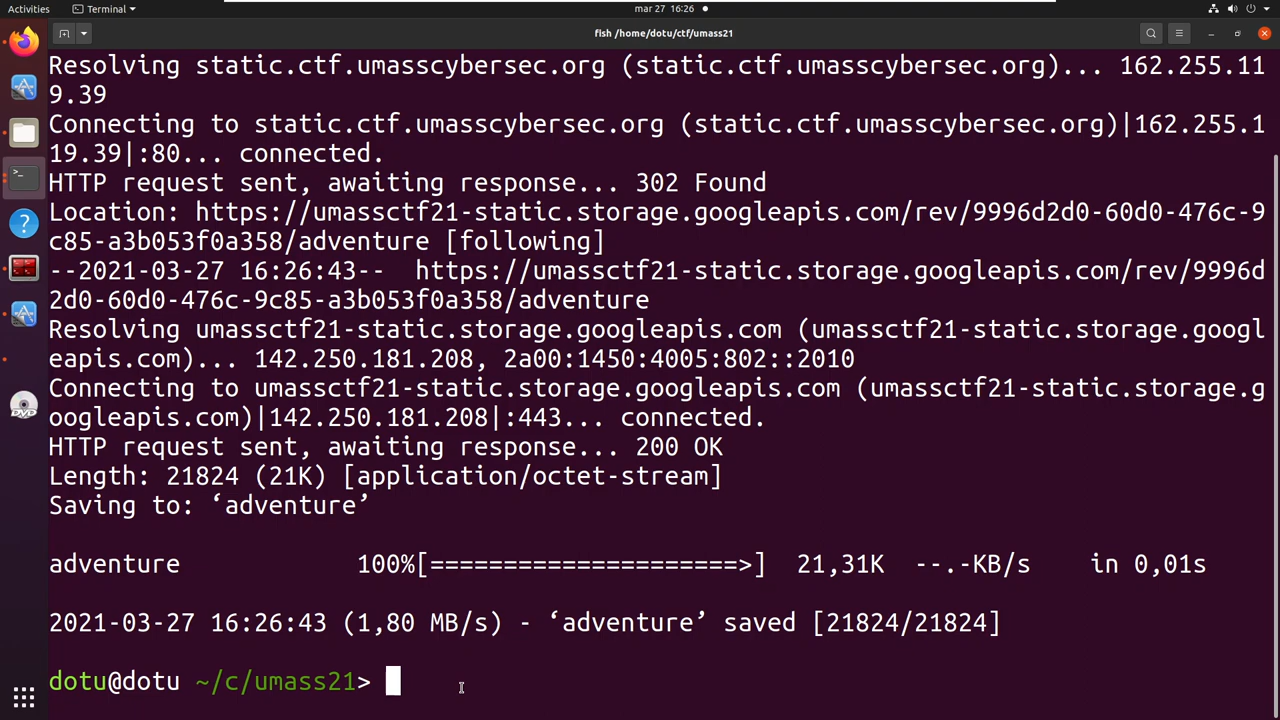 Activities Terminal mar 27 16:26
fish /home/dotu/ctf/umass21
Resolving static.ctf.umasscybersec.org (static.ctf.umasscybersec.org)... 162.255.11
9.39
Connecting to static.ctf.umasscybersec.org (static.ctf.umasscybersec.org)|162.255.1
19.39|:80... connected.
HTTP request sent, awaiting response... 302 Found
Location: https://umassctf21-static.storage.googleapis.com/rev/9996d2d0-60d0-476c-9
c85-a3b053f0a358/adventure [following]
--2021-03-27 16:26:43--  https://umassctf21-static.storage.googleapis.com/rev/9996d
2d0-60d0-476c-9c85-a3b053f0a358/adventure
Resolving umassctf21-static.storage.googleapis.com (umassctf21-static.storage.googl
eapis.com)... 142.250.181.208, 2a00:1450:4005:802::2010
Connecting to umassctf21-static.storage.googleapis.com (umassctf21-static.storage.g
oogleapis.com)|142.250.181.208|:443... connected.
HTTP request sent, awaiting response... 200 OK
Length: 21824 (21K) [application/octet-stream]
Saving to: ‘adventure’
adventure 100%[=====================>] 21,31K --.-KB/s in 0,01s
2021-03-27 16:26:43 (1,80 MB/s) - ‘adventure’ saved [21824/21824]
dotu@dotu ~/c/umass21>
>_
?
DVD